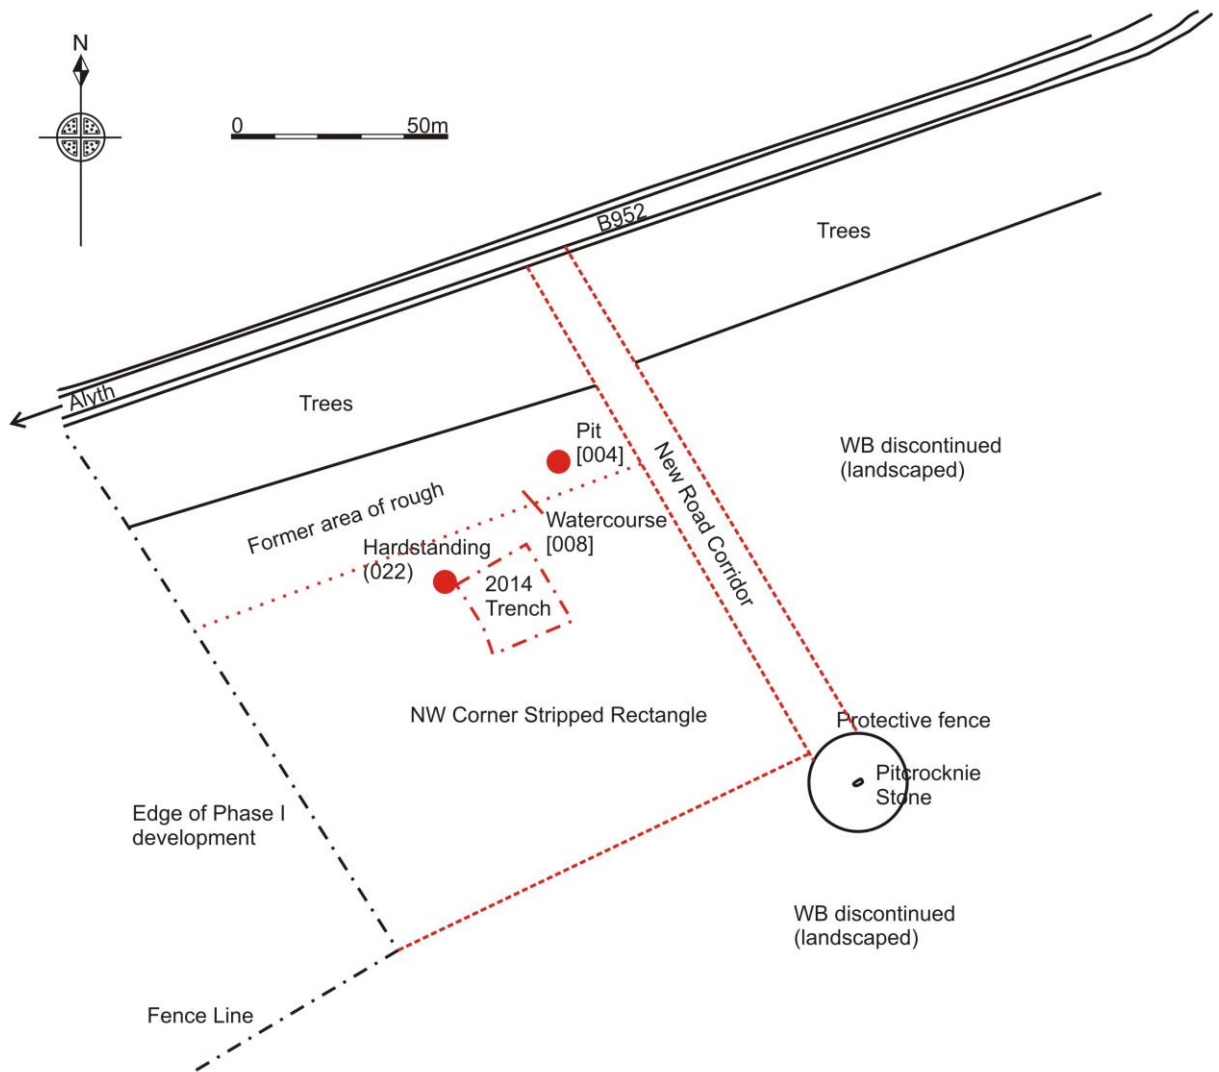 N
0 50m
B952
Trees
Alyth
Trees
Pit
[004]
WB discontinued
(landscaped)
New Road Corridor
Former area of rough
Watercourse
[008]
Hardstanding
(022)
2014
Trench
NW Corner Stripped Rectangle
Protective fence
Pitcrocknie
Stone
Edge of Phase I
development
WB discontinued
(landscaped)
Fence Line